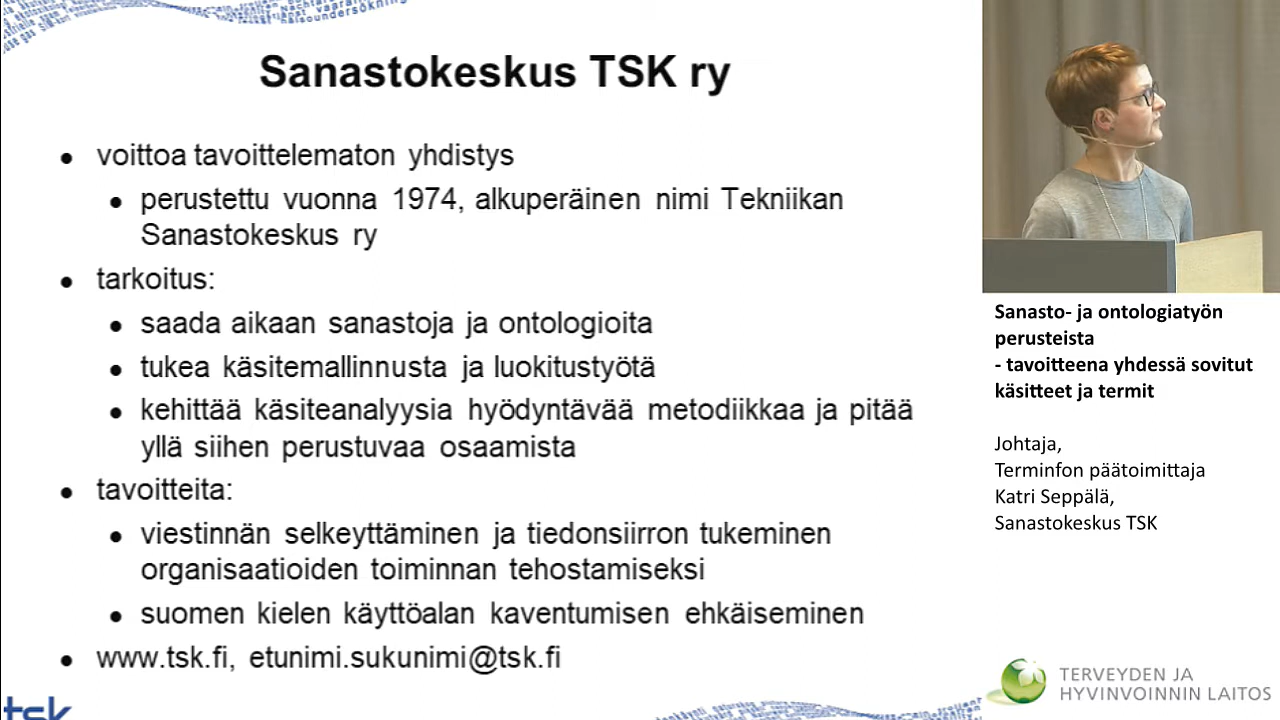 Sanastokeskus TSK ry
• voittoa tavoittelematon yhdistys
• perustettu vuonna 1974, alkuperäinen nimi Tekniikan
Sanastokeskus ry
• tarkoitus:
• saada aikaan sanastoja ja ontologioita
• tukea käsitemallinnusta ja luokitustyötä
• kehittää käsiteanalyysia hyödyntävää metodiikkaa ja pitää
yllä siihen perustuvaa osaamista
• tavoitteita:
• viestinnän selkeyttäminen ja tiedonsiirron tukeminen
organisaatioiden toiminnan tehostamiseksi
• suomen kielen käyttöalan kaventumisen ehkäiseminen
• www.tsk.fi, etunimi.sukunimi@tsk.fi
tsk
Sanasto- ja ontologiatyön
perusteista
- tavoitteena yhdessä sovitut
käsitteet ja termit
Johtaja,
Terminfon päätoimittaja
Katri Seppälä,
Sanastokeskus TSK
TERVEYDEN JA
HYVINVOINNIN LAITOS